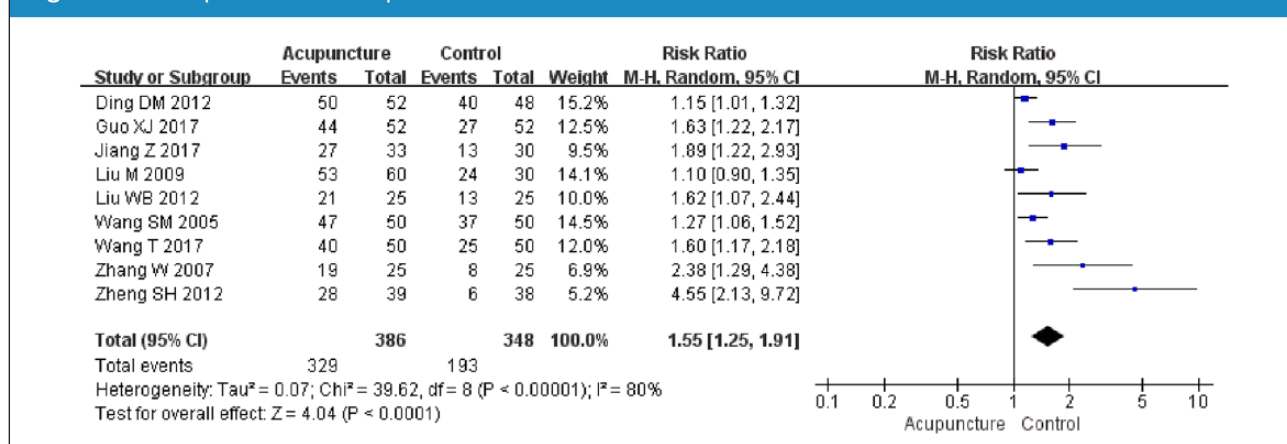 Acupuncture Control Risk Ratio Risk Ratio
Study or Subgroup Events Total Events Total Weight M-H, Random, 95% CI M-H, Random, 95% CI
Ding DM 2012 50 52 40 48 15.2% 1.15 [1.01, 1.32]
Guo XJ 2017 44 52 27 52 12.5% 1.63 [1.22, 2.17]
Jiang Z 2017 27 33 13 30 9.5% 1.89 [1.22, 2.93]
Liu M 2009 53 60 24 30 14.1% 1.10 [0.90, 1.35]
Liu WB 2012 21 25 13 25 10.0% 1.62 [1.07, 2.44]
Wang SM 2005 47 50 37 50 14.5% 1.27 [1.06, 1.52]
Wang T 2017 40 50 25 50 12.0% 1.60 [1.17, 2.18]
Zhang W 2007 19 25 8 25 6.9% 2.38 [1.29, 4.38]
Zheng SH 2012 28 39 6 38 5.2% 4.55 [2.13, 9.72]
Total (95% CI) 386 348 100.0% 1.55 [1.25, 1.91]
Total events 329 193
Heterogeneity: Tau² = 0.07; Chi² = 39.62, df = 8 (P < 0.00001); I² = 80%
Test for overall effect: Z = 4.04 (P < 0.0001)
0.1 0.2 0.5 1 2 5 10
Acupuncture Control